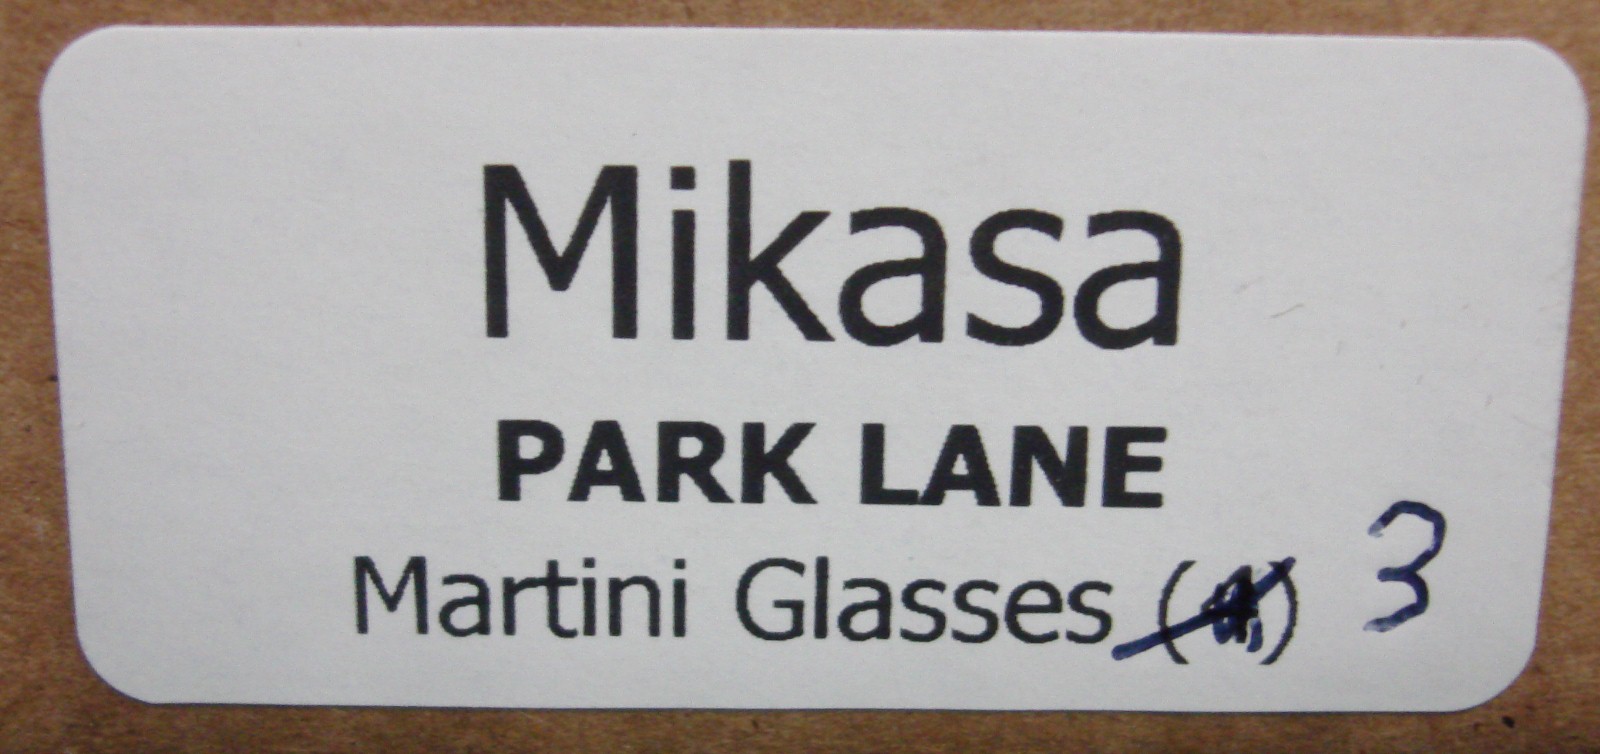 Mikasa
PARK LANE
Martini Glasses (4) 3